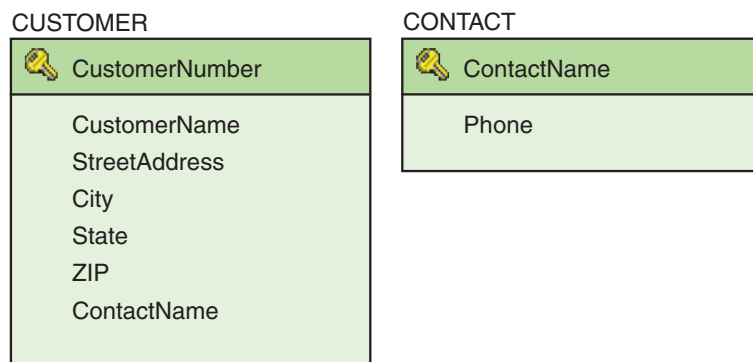 CUSTOMER
CustomerNumber
CustomerName
StreetAddress
City
State
ZIP
ContactName
CONTACT
ContactName
Phone